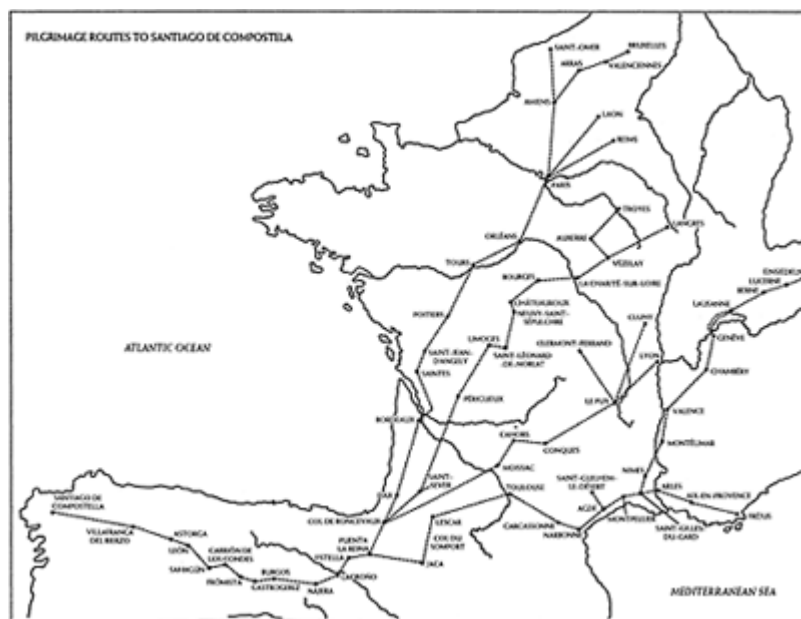 PILGRIMAGE ROUTES TO SANTIAGO DE COMPOSTELA
SAINT-OMER
BRUXELLES
ARRAS
VALENCIENNES
AMIENS
LAON
REIMS
PARIS
TROYES
LANGRES
ORLÉANS
AUXERRE
VÉZELAY
TOURS
BOURGES
LA CHARITÉ-SUR-LOIRE
EINSIEDELN
LUCERNE
BERNE
LAUSANNE
CHÂTEAUROUX
NEUVY-SAINT-
SÉPULCHRE
POITIERS
CLUNY
GENÈVE
ATLANTIC OCEAN
LIMOGES
CLERMONT-FERRAND
SAINT-JEAN-
D'ANGELY
SAINT-LÉONARD
-DE-NOBLAT
LYON
SAINTES
CHAMBÉRY
PÉRIGUEUX
LE PUY
VALENCE
BORDEAUX
CAHORS
CONQUES
MONTÉLIMAR
MOISSAC
NIMES
SAINT-
SEVER
SAINT-GUILHEM-
LE-DÉSERT
ARLES
DAX
TOULOUSE
AIX-EN-PROVENCE
SANTIAGO DE
COMPOSTELLA
AGDE
MONTPELLIER
FRÉJUS
COL DE RONCEVAUX
LESCAR
CARCASSONNE
SAINT-GILLES-
DU-GARD
VILLAFRANCA
DEL BIERZO
ASTORGA
NARBONNE
LEÓN
PUENTA
LA REINA
COL DU
SOMPORT
CARRIÓN DE
LOS CONDES
ESTELLA
JACA
SAHAGÚN
BURGOS
LOGROÑO
FRÓMISTA
CASTROGERIZ
NÁJERA
MEDITERRANEAN SEA